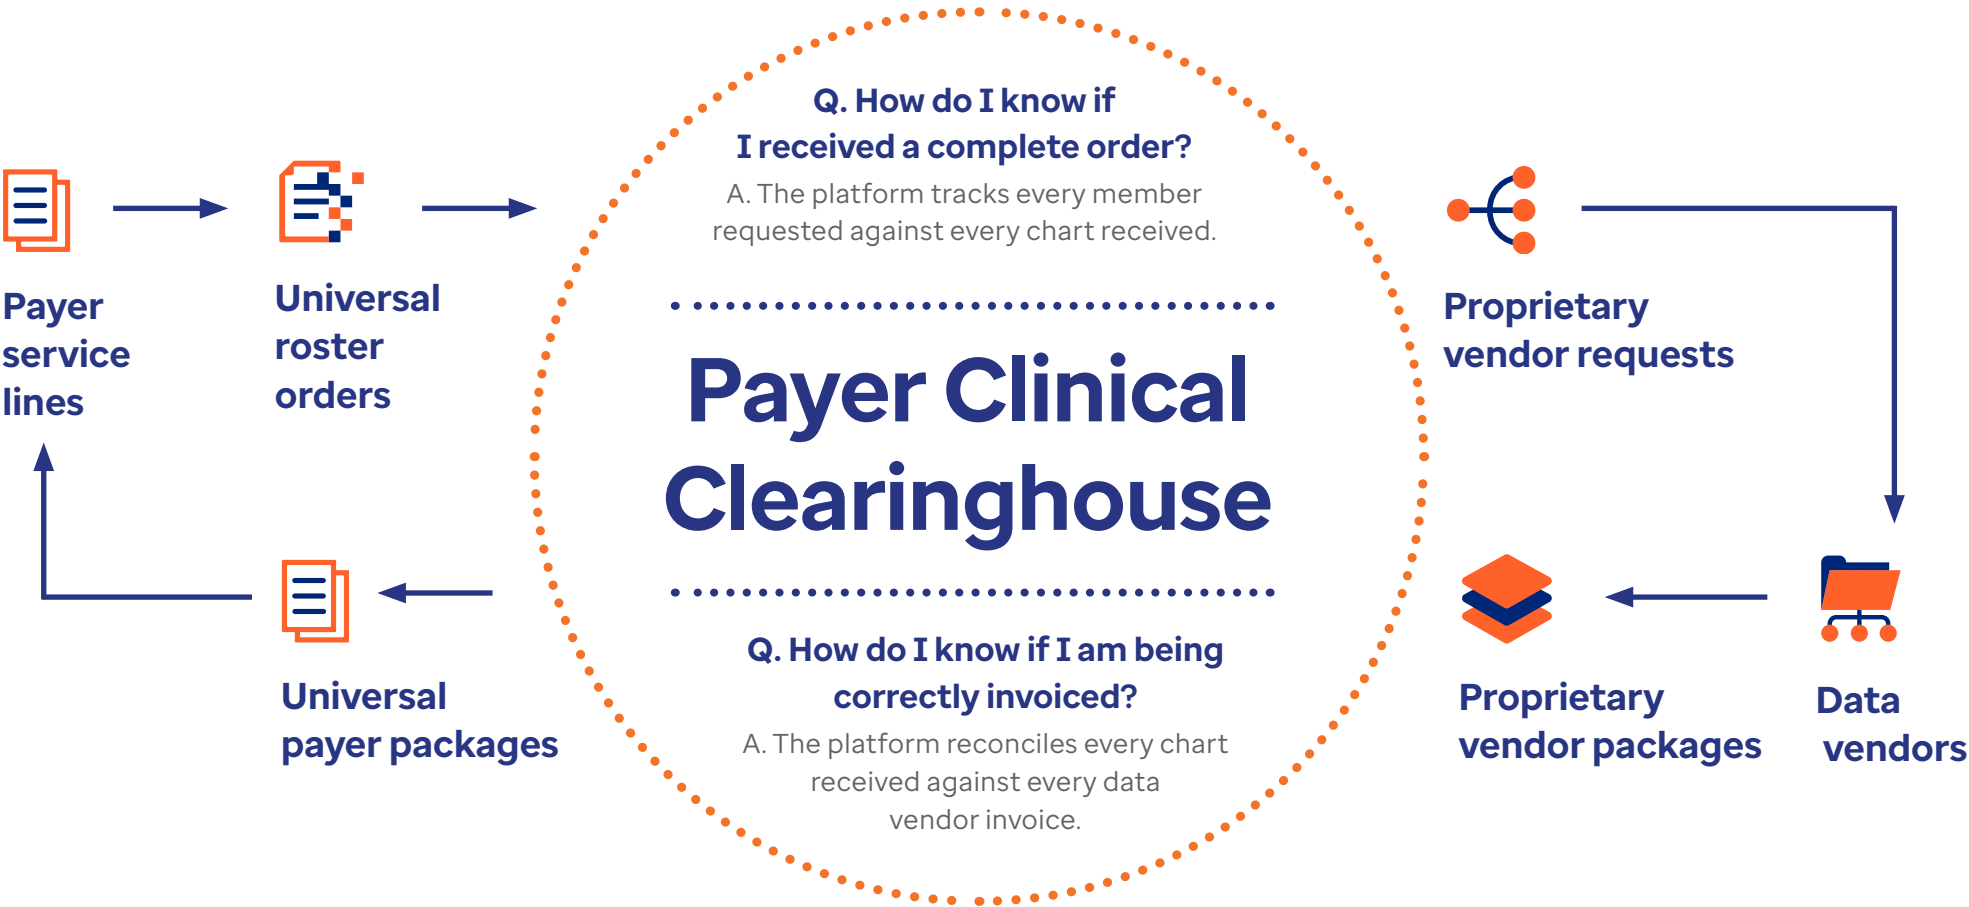 Q. How do I know if
I received a complete order?
A. The platform tracks every member
requested against every chart received.
Payer
service
lines
Universal
roster
orders
Payer Clinical
Clearinghouse
Proprietary
vendor requests
Universal
payer packages
Q. How do I know if I am being
correctly invoiced?
A. The platform reconciles every chart
received against every data
vendor invoice.
Proprietary
vendor packages
Data
vendors